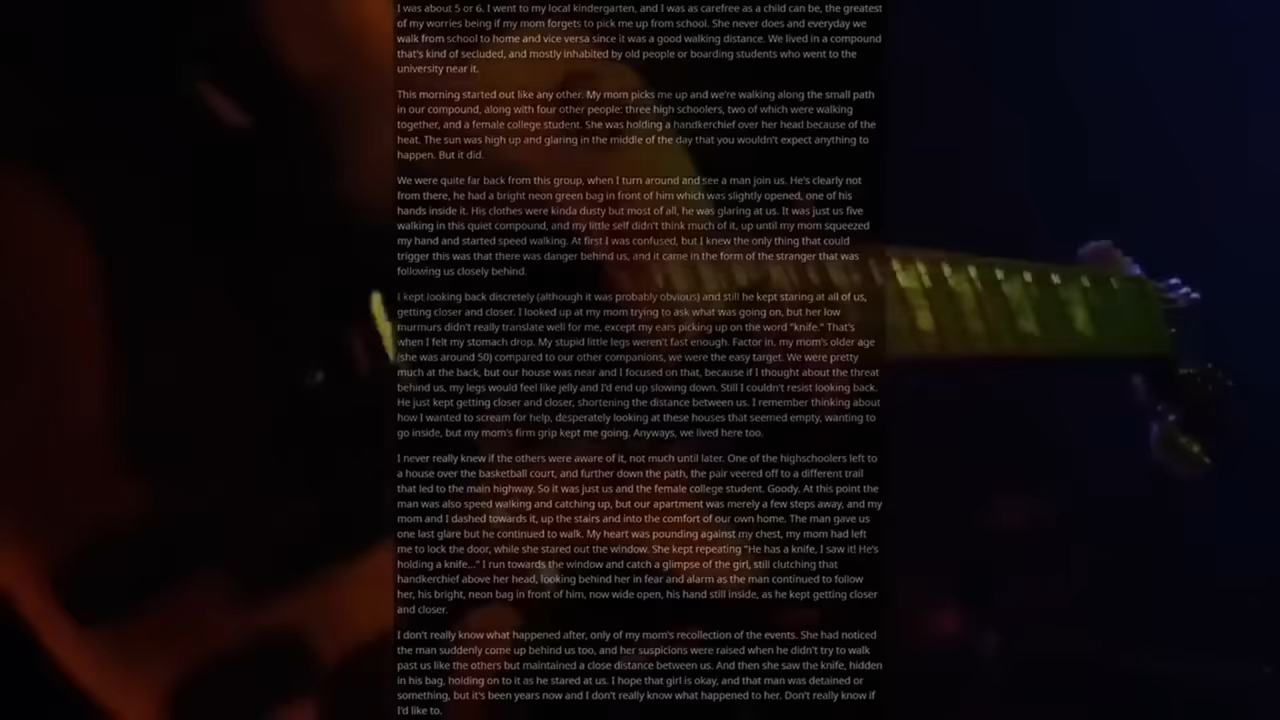 I was about 5 or 6. I went to my local kindergarten, and I was as carefree as a child can be, the greatest
of my worries being if my mom forgets to pick me up from school. She never does and everyday we
walk from school to home and vice versa since it was a good walking distance. We lived in a compound
that's kind of secluded, and mostly inhabited by old people or boarding students who went to the
university near it.
This morning started out like any other. My mom picks me up and we're walking along the small path
in our compound, along with four other people: three high schoolers, two of which were walking
together, and a female college student. She was holding a handkerchief over her head because of the
heat. The sun was high up and glaring in the middle of the day that you wouldn't expect anything to
happen. But it did.
We were quite far back from this group, when I turn around and see a man join us. He's clearly not
from there, he had a bright neon green bag in front of him which was slightly opened, one of his
hands inside it. His clothes were kinda dusty but most of all, he was glaring at us. It was just us five
walking in this quiet compound, and my little self didn't think much of it, up until my mom squeezed
my hand and started speed walking. At first I was confused, but I knew the only thing that could
trigger this was that there was danger behind us, and it came in the form of the stranger that was
following us closely behind.
I kept looking back discretely (although it was probably obvious) and still he kept staring at all of us,
getting closer and closer. I looked up at my mom trying to ask what was going on, but her low
murmurs didn't really translate well for me, except my ears picking up on the word "knife." That's
when I felt my stomach drop. My stupid little legs weren't fast enough. Factor in, my mom's older age
(she was around 50) compared to our other companions, we were the easy target. We were pretty
much at the back, but our house was near and I focused on that, because if I thought about the threat
behind us, my legs would feel like jelly and I'd end up slowing down. Still I couldn't resist looking back.
He just kept getting closer and closer, shortening the distance between us. I remember thinking about
how I wanted to scream for help, desperately looking at these houses that seemed empty, wanting to
go inside, but my mom's firm grip kept me going. Anyways, we lived here too.
I never really knew if the others were aware of it, not much until later. One of the highschoolers left to
a house over the basketball court, and further down the path, the pair veered off to a different trail
that led to the main highway. So it was just us and the female college student. Goody. At this point the
man was also speed walking and catching up, but our apartment was merely a few steps away, and my
mom and I dashed towards it, up the stairs and into the comfort of our own home. The man gave us
one last glare but he continued to walk. My heart was pounding against my chest, my mom had left
me to lock the door, while she stared out the window. She kept repeating "He has a knife, I saw it! He's
holding a knife..." I run towards the window and catch a glimpse of the girl, still clutching that
handkerchief above her head, looking behind her in fear and alarm as the man continued to follow
her, his bright, neon bag in front of him, now wide open, his hand still inside, as he kept getting closer
and closer.
I don't really know what happened after, only of my mom's recollection of the events. She had noticed
the man suddenly come up behind us too, and her suspicions were raised when he didn't try to walk
past us like the others but maintained a close distance between us. And then she saw the knife, hidden
in his bag, holding on to it as he stared at us. I hope that girl is okay, and that man was detained or
something, but it's been years now and I don't really know what happened to her. Don't really know if
I'd like to.